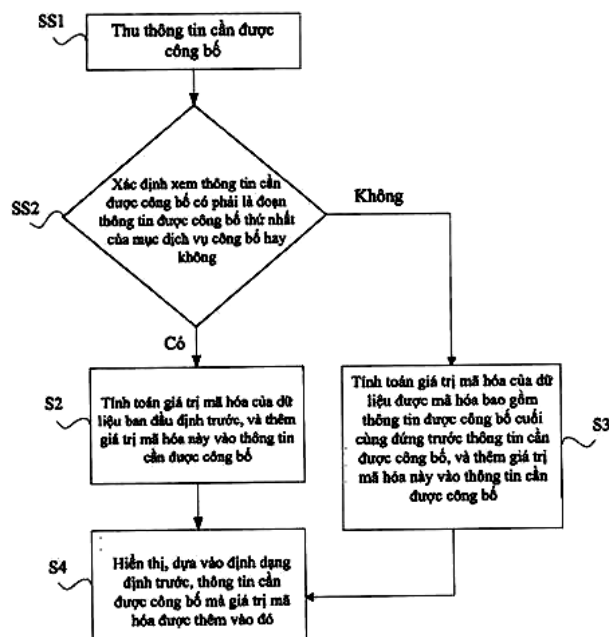 SS1
Thu thông tin cần được
công bố
SS2
Xác định xem thông tin cần
được công bố có phải là đoạn
thông tin được công bố thứ nhất
của mục dịch vụ công bố hay
không
Không
Có
S2
Tính toán giá trị mã hóa của dữ
liệu ban đầu định trước, và thêm
giá trị mã hóa này vào thông tin
cần được công bố
Tính toán giá trị mã hóa của dữ
liệu được mã hóa bao gồm
thông tin được công bố cuối
cùng đứng trước thông tin cần
được công bố, và thêm giá trị
mã hóa này vào thông tin cần
được công bố
S3
S4
Hiển thị, dựa vào định dạng
định trước, thông tin cần
được công bố mà giá trị mã
hóa được thêm vào đó